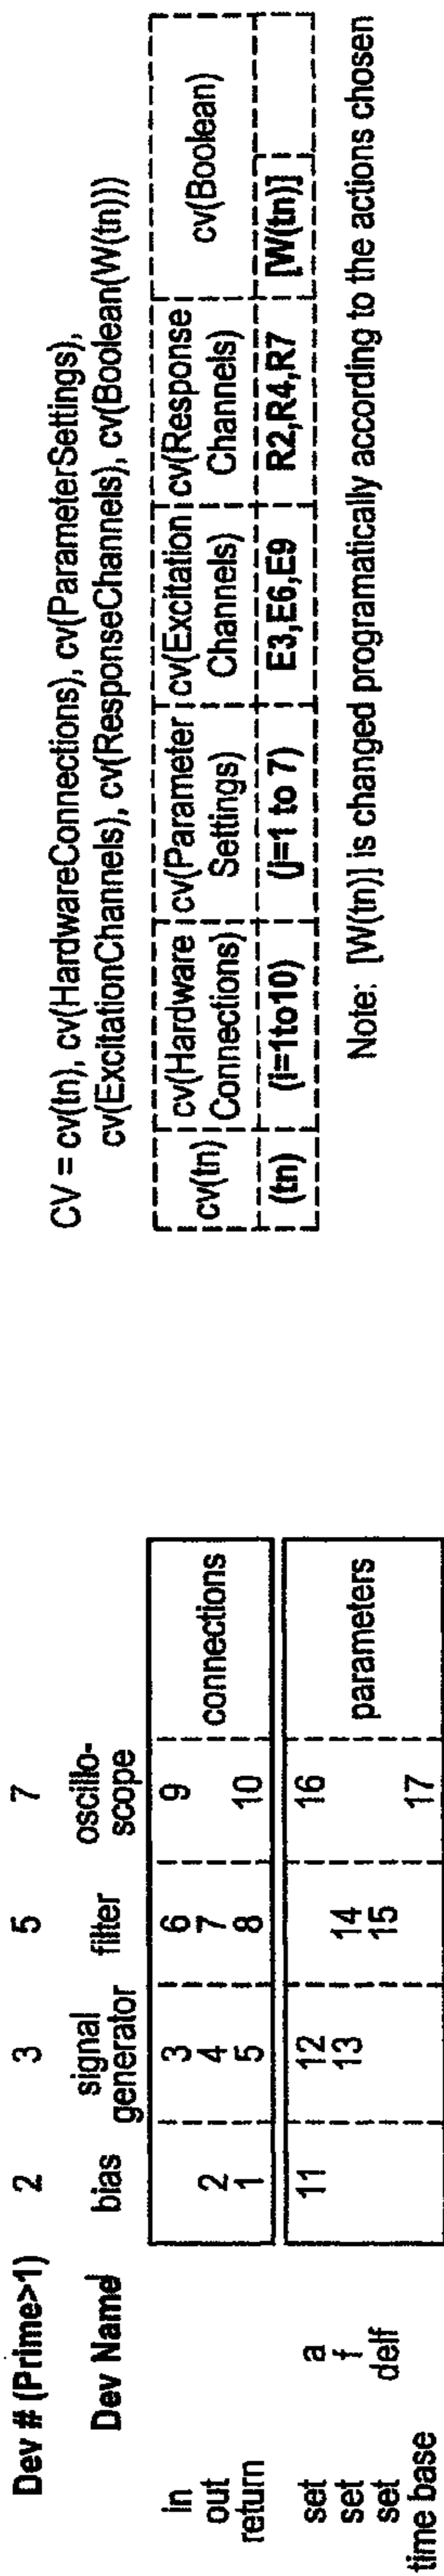 Dev # (Prime>1) 2 3 5 7
Dev Name bias signal generator filter oscillo-scope
in 3 6 9 connections
out 2 4 7
return 1 5 8 10
set a 11 12 16 parameters
set f 13 14
set delf 15
time base 17
CV = cv(tn), cv(HardwareConnections), cv(ParameterSettings),
cv(ExcitationChannels), cv(ResponseChannels), cv(Boolean(W(tn)))
cv(tn) cv(Hardware Connections) cv(Parameter Settings) cv(Excitation Channels) cv(Response Channels) cv(Boolean)
(tn) (i=1to10) (j=1 to 7) E3,E6,E9 R2,R4,R7 [W(tn)]
Note: [W(tn)] is changed programatically according to the actions chosen